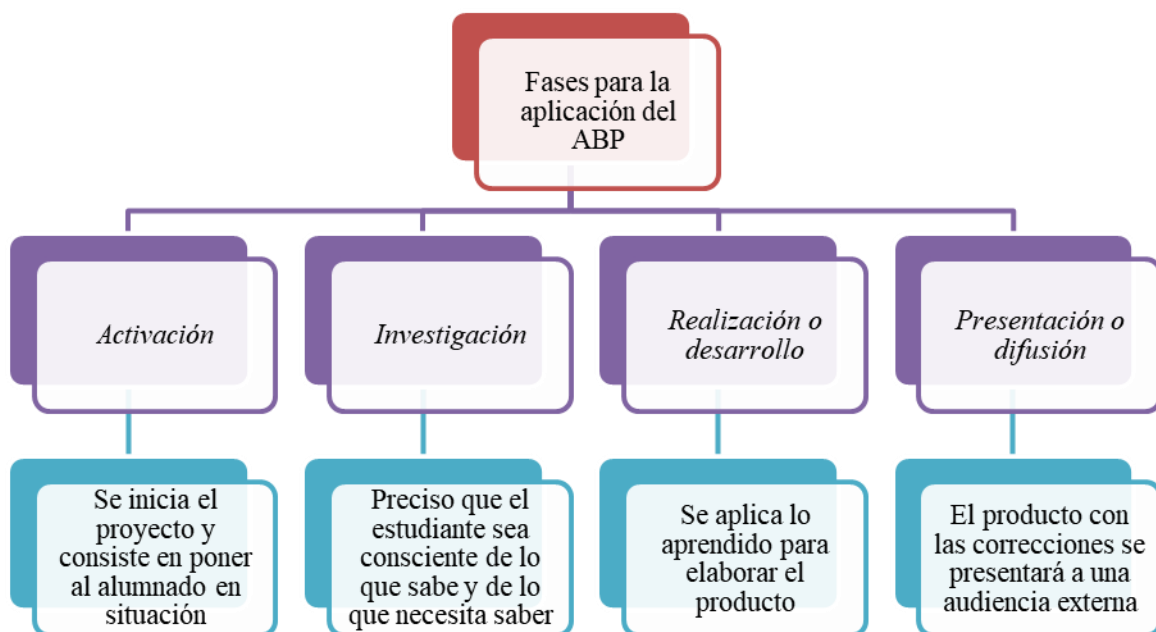 Fases para la
aplicación del
ABP
Activación
Investigación
Realización o
desarrollo
Presentación o
difusión
Se inicia el
proyecto y
consiste en poner
al alumnado en
situación
Preciso que el
estudiante sea
consciente de lo
que sabe y de lo
que necesita saber
Se aplica lo
aprendido para
elaborar el
producto
El producto con
las correcciones se
presentará a una
audiencia externa